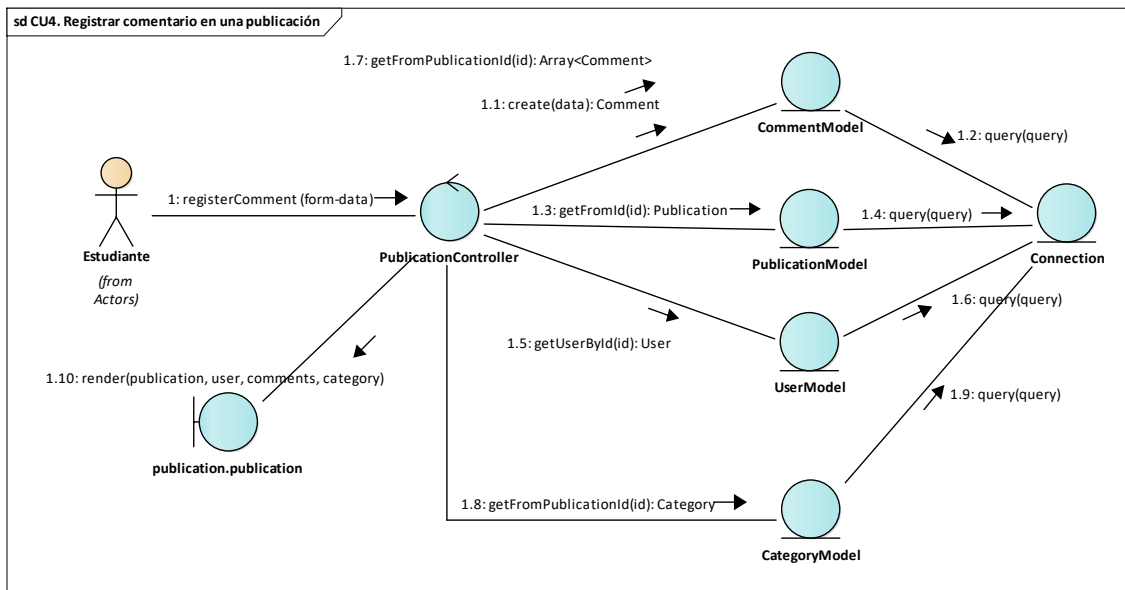 sd CU4. Registrar comentario en una publicación
1.7: getFromPublicationId(id): Array<Comment>
1.1: create(data): Comment
CommentModel
1.2: query(query)
1: registerComment (form-data)
1.3: getFromId(id): Publication
1.4: query(query)
Estudiante
(from
Actors)
PublicationController
PublicationModel
Connection
1.5: getUserById(id): User
1.6: query(query)
UserModel
1.10: render(publication, user, comments, category)
1.9: query(query)
publication.publication
1.8: getFromPublicationId(id): Category
CategoryModel